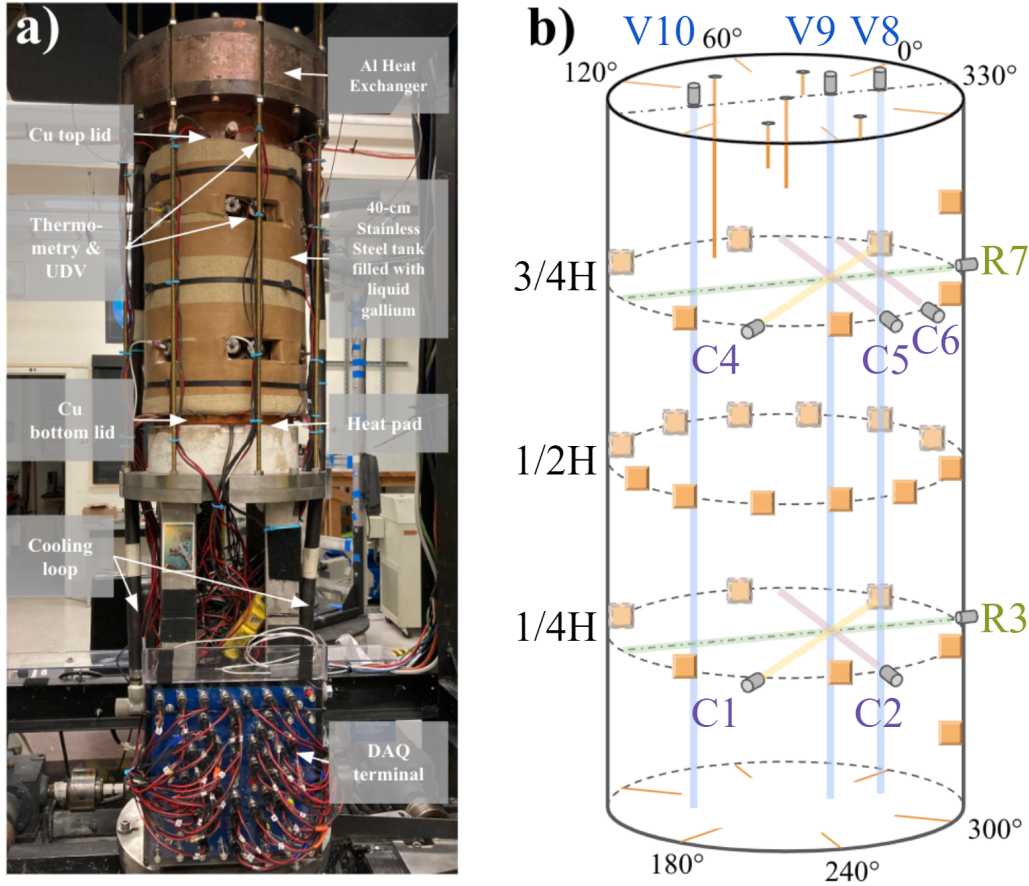 a)
Al Heat
Exchanger
Cu top lid
Thermo-
metry &
UDV
40-cm
Stainless
Steel tank
filled with
liquid
gallium
Cu
bottom lid
Heat pad
Cooling
loop
DAQ
terminal
b)
V10
V9
V8
60°
0°
120°
330°
3/4H
R7
C4
C5
C6
1/2H
1/4H
R3
C1
C2
180°
240°
300°